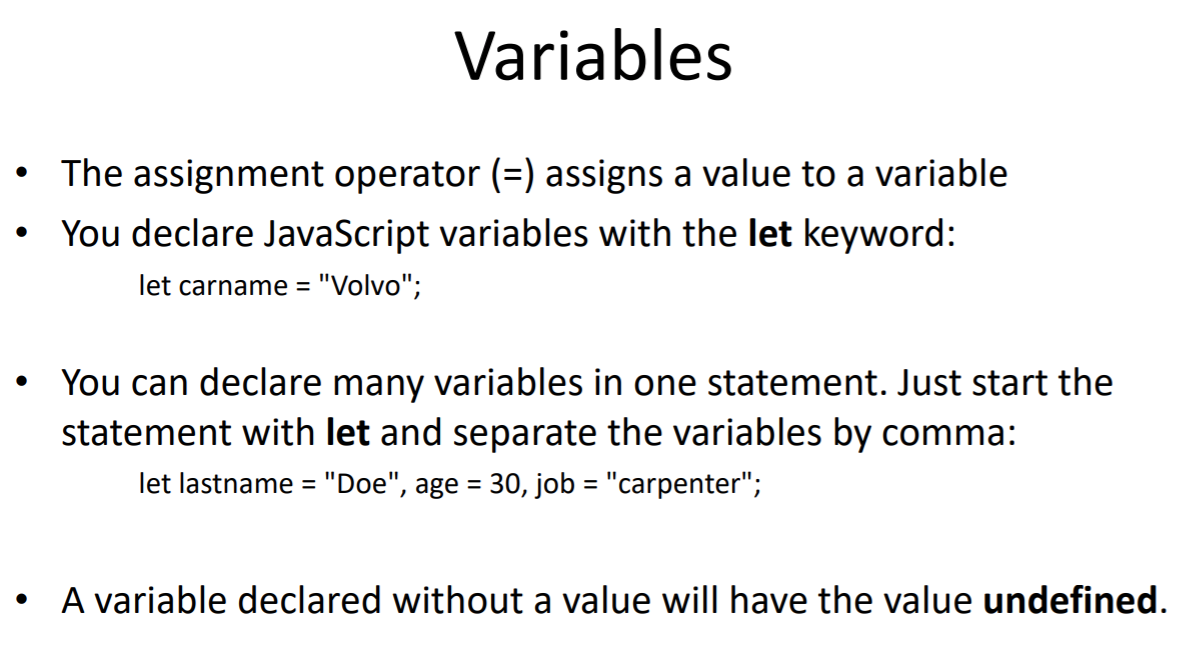 Variables
• The assignment operator (=) assigns a value to a variable
• You declare JavaScript variables with the let keyword:
let carname = "Volvo";
• You can declare many variables in one statement. Just start the
statement with let and separate the variables by comma:
let lastname = "Doe", age = 30, job = "carpenter";
• A variable declared without a value will have the value undefined.